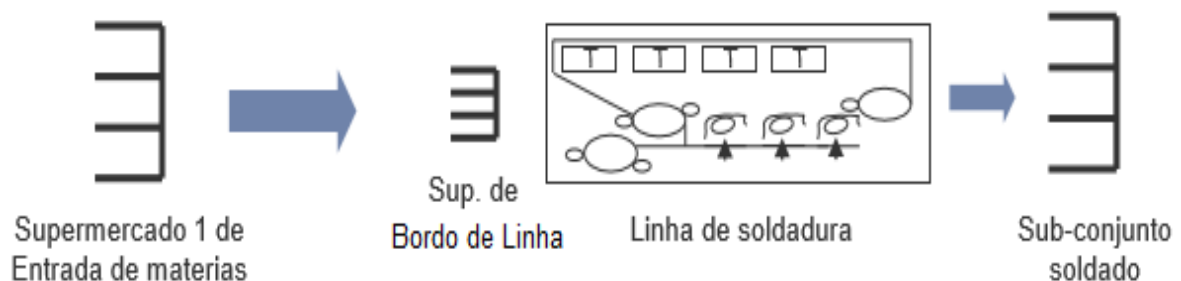 T T T T
Sup. de
Bordo de Linha
Supermercado 1 de
Entrada de materias
Linha de soldadura
Sub-conjunto
soldado